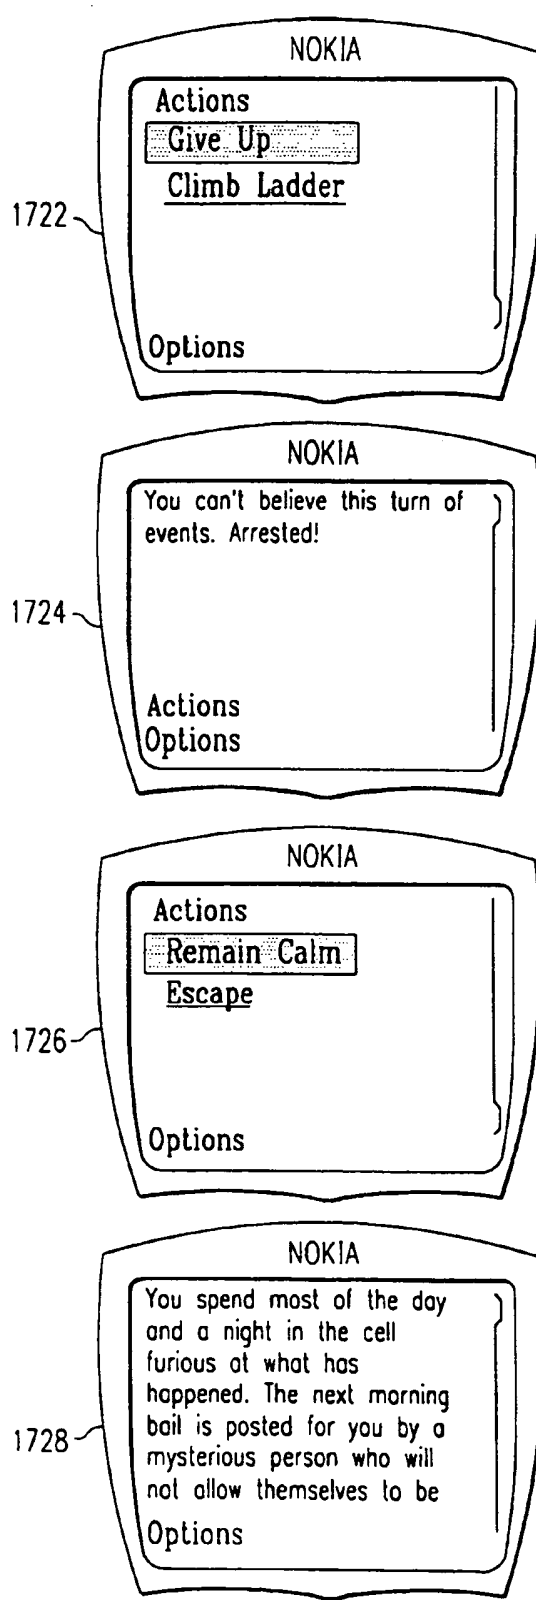 NOKIA
Actions
Give Up
Climb Ladder
1722
Options
NOKIA
You can't believe this turn of
events. Arrested!
1724
Actions
Options
NOKIA
Actions
Remain Calm
Escape
1726
Options
NOKIA
You spend most of the day
and a night in the cell
furious at what has
happened. The next morning
bail is posted for you by a
mysterious person who will
not allow themselves to be
1728
Options